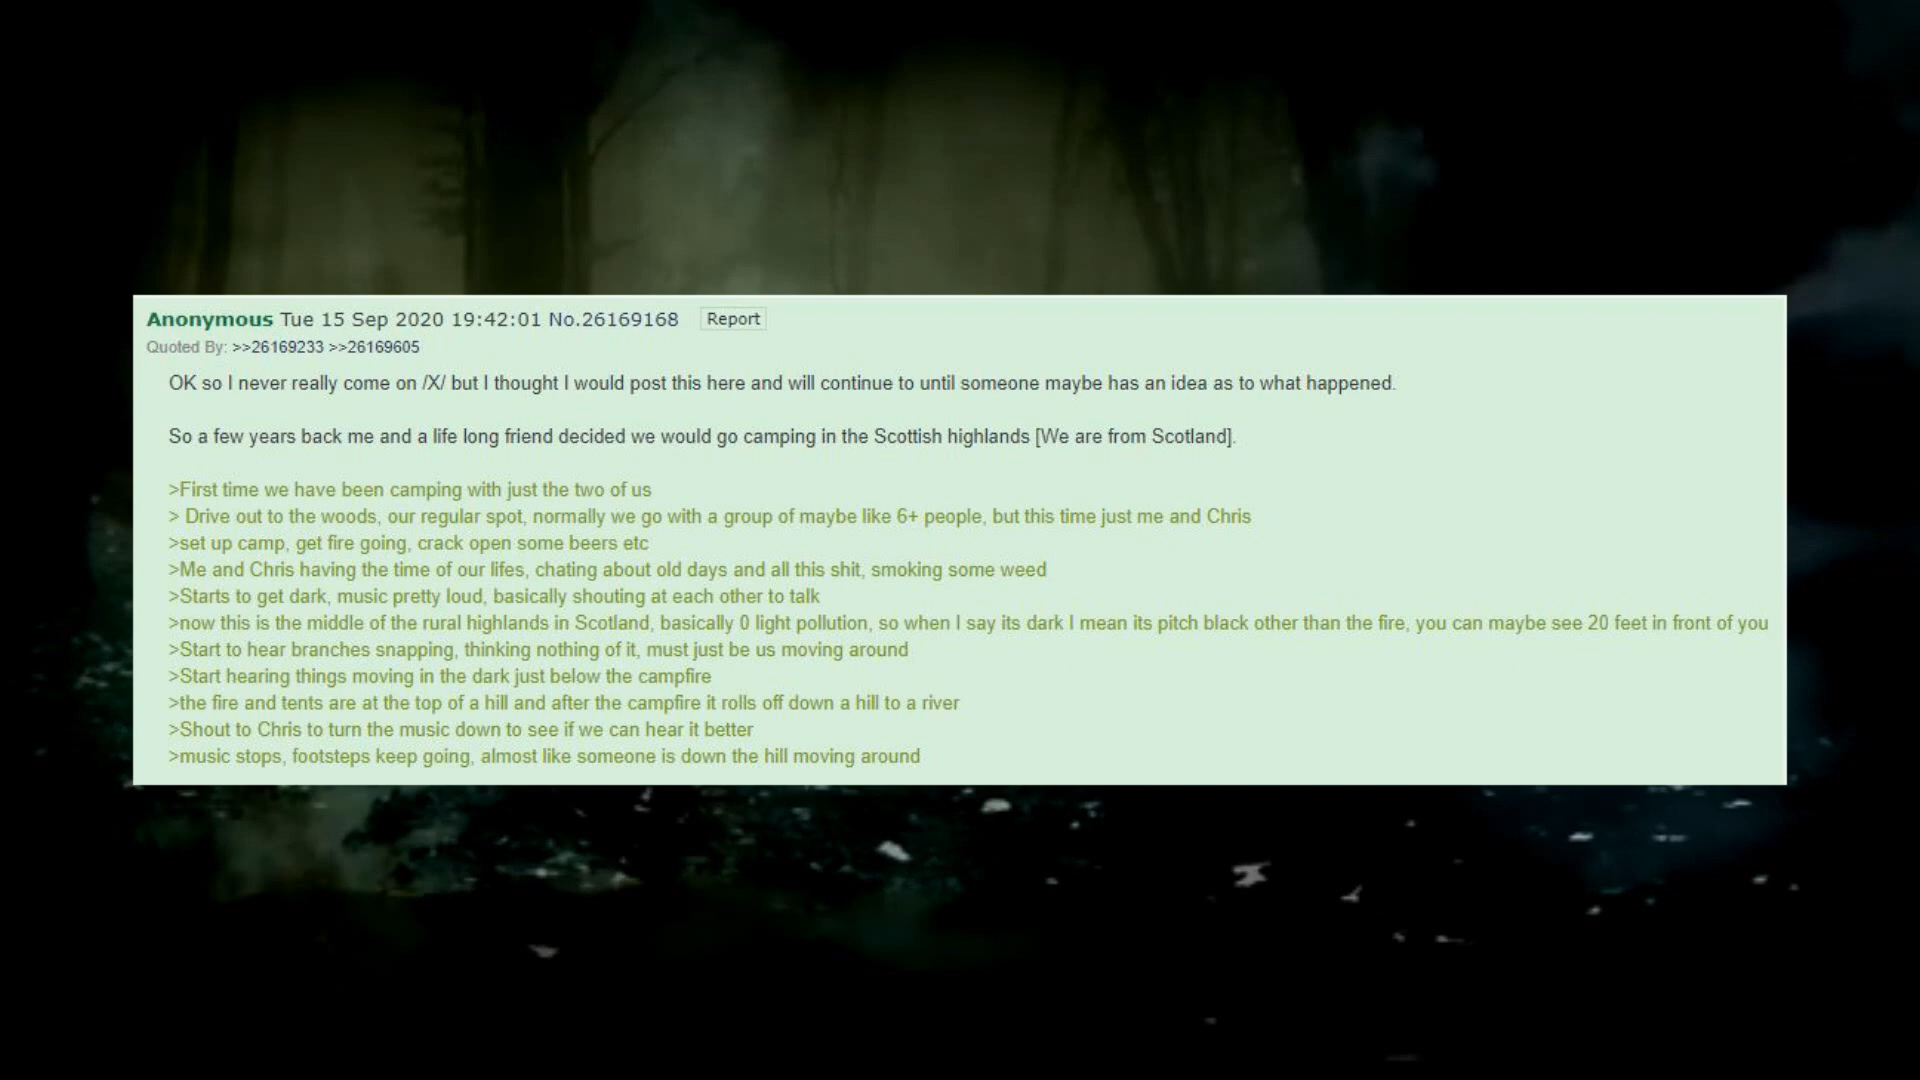 Anonymous Tue 15 Sep 2020 19:42:01 No.26169168 Report
Quoted By: >>26169233 >>26169605
OK so I never really come on /X/ but I thought I would post this here and will continue to until someone maybe has an idea as to what happened.
So a few years back me and a life long friend decided we would go camping in the Scottish highlands [We are from Scotland].
>First time we have been camping with just the two of us
> Drive out to the woods, our regular spot, normally we go with a group of maybe like 6+ people, but this time just me and Chris
>set up camp, get fire going, crack open some beers etc
>Me and Chris having the time of our lifes, chating about old days and all this shit, smoking some weed
>Starts to get dark, music pretty loud, basically shouting at each other to talk
>now this is the middle of the rural highlands in Scotland, basically 0 light pollution, so when I say its dark I mean its pitch black other than the fire, you can maybe see 20 feet in front of you
>Start to hear branches snapping, thinking nothing of it, must just be us moving around
>Start hearing things moving in the dark just below the campfire
>the fire and tents are at the top of a hill and after the campfire it rolls off down a hill to a river
>Shout to Chris to turn the music down to see if we can hear it better
>music stops, footsteps keep going, almost like someone is down the hill moving around